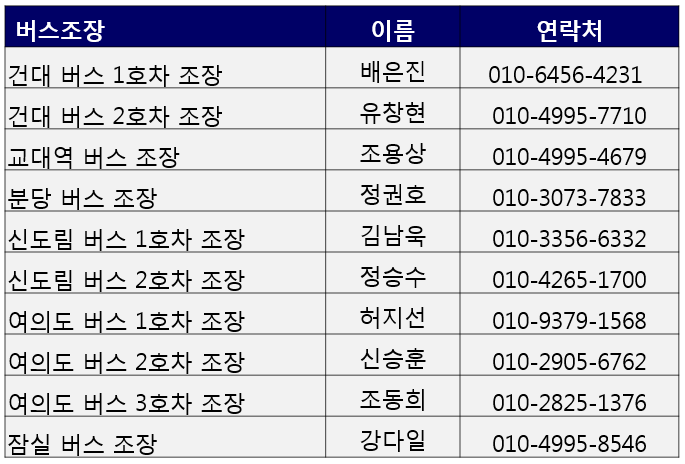 버스조장 이름 연락처
건대 버스 1호차 조장 배은진 010-6456-4231
건대 버스 2호차 조장 유창현 010-4995-7710
교대역 버스 조장 조용상 010-4995-4679
분당 버스 조장 정권호 010-3073-7833
신도림 버스 1호차 조장 김남욱 010-3356-6332
신도림 버스 2호차 조장 정승수 010-4265-1700
여의도 버스 1호차 조장 허지선 010-9379-1568
여의도 버스 2호차 조장 신승훈 010-2905-6762
여의도 버스 3호차 조장 조동희 010-2825-1376
잠실 버스 조장 강다일 010-4995-8546